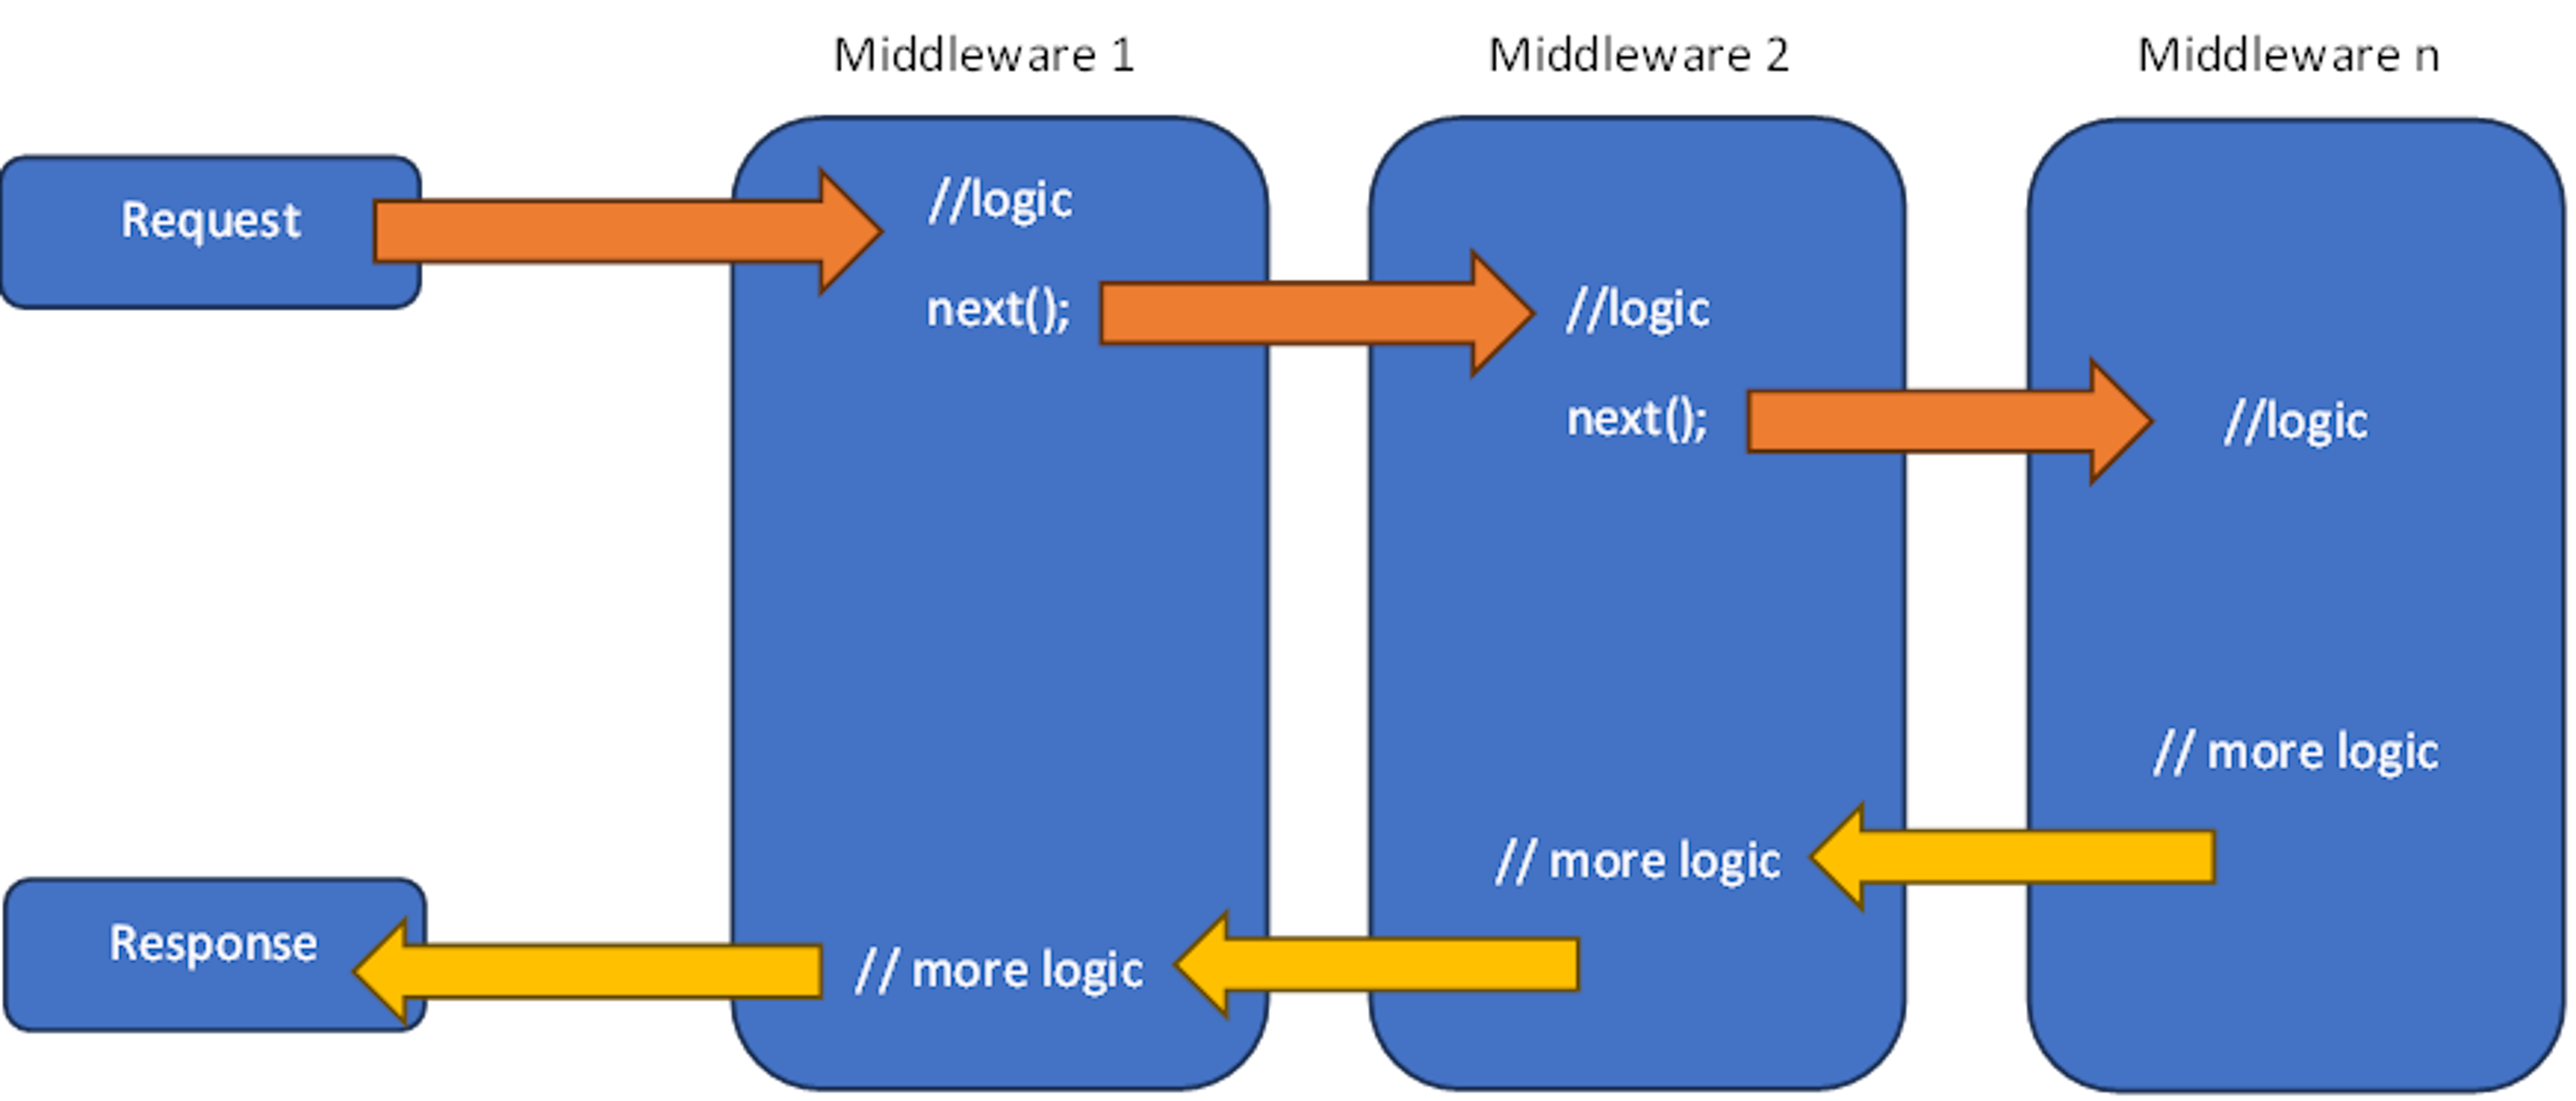 Middleware 1
Middleware 2
Middleware n
Request
//logic
next();
//logic
next();
//logic
// more logic
// more logic
// more logic
Response